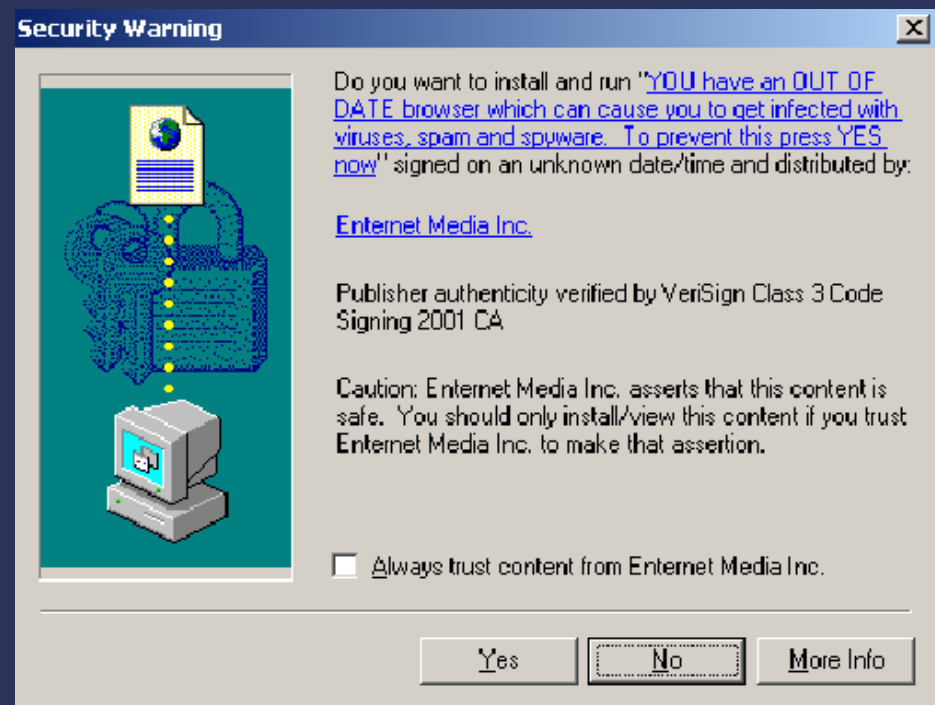 Security Warning
Do you want to install and run "YOU have an OUT OF
DATE browser which can cause you to get infected with
viruses, spam and spyware.  To prevent this press YES
now" signed on an unknown date/time and distributed by:
Enternet Media Inc.
Publisher authenticity verified by VeriSign Class 3 Code
Signing 2001 CA
Caution: Enternet Media Inc. asserts that this content is
safe.  You should only install/view this content if you trust
Enternet Media Inc. to make that assertion.
Always trust content from Enternet Media Inc.
Yes No More Info